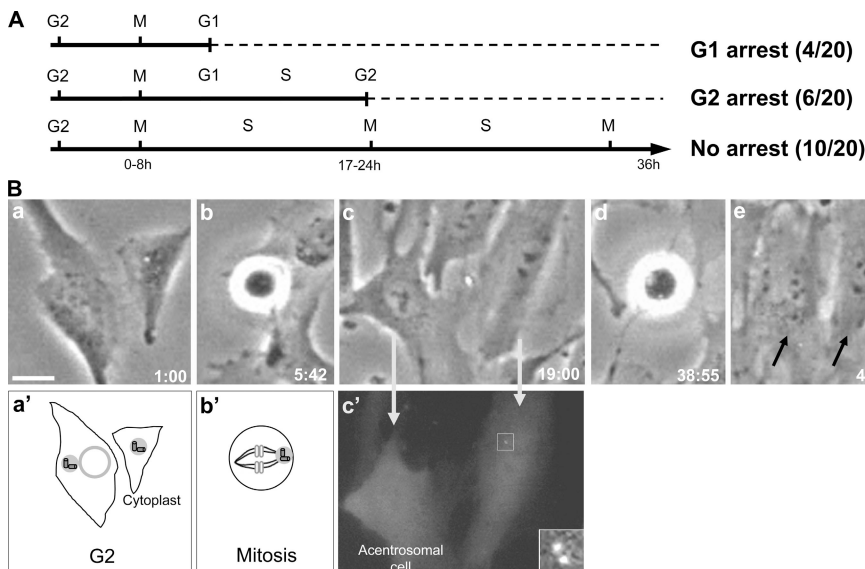 A
G2 M G1
G1 arrest (4/20)
G2 M G1 S G2
G2 arrest (6/20)
G2 M S M S M
No arrest (10/20)
0-8h 17-24h 36h
B
a b c d e
1:00 5:42 19:00 38:55 4
a' b' c'
Cytoplast
G2 Mitosis
Acentrosomal
cell